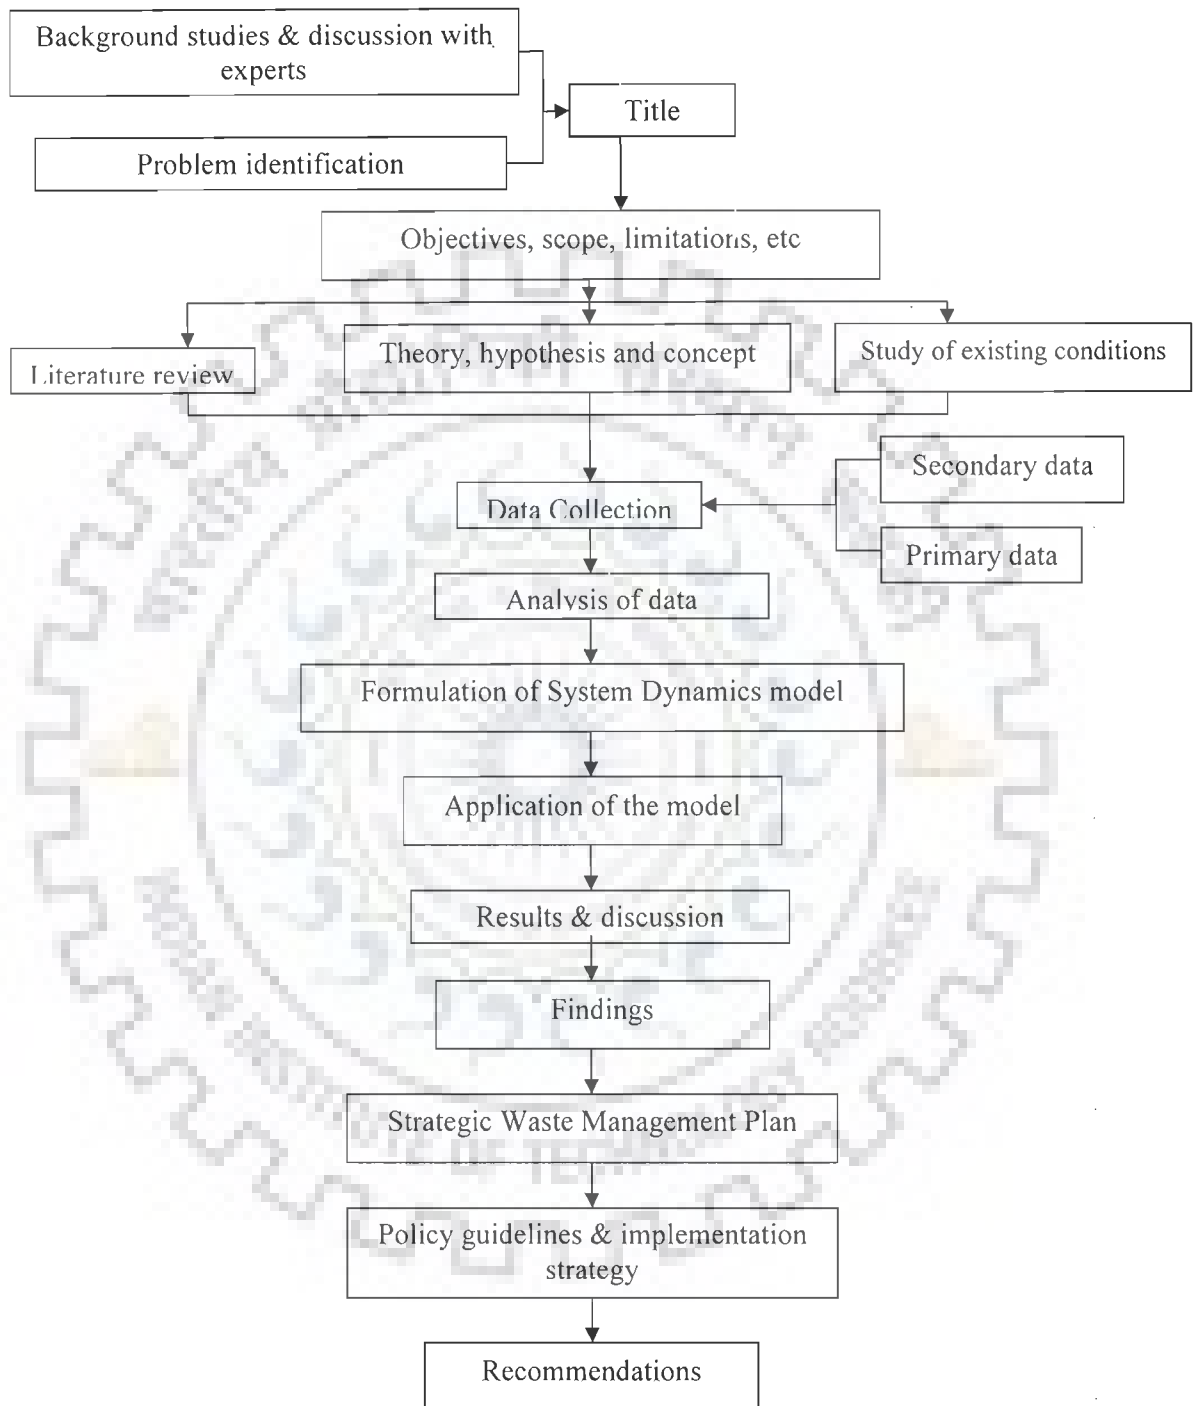 Background studies & discussion with
experts
Title
Problem identification
Objectives, scope, limitations, etc
Literature review
Theory, hypothesis and concept
Study of existing conditions
Secondary data
Data Collection
Primary data
Analysis of data
Formulation of System Dynamics model
Application of the model
Results & discussion
Findings
Strategic Waste Management Plan
Policy guidelines & implementation
strategy
Recommendations